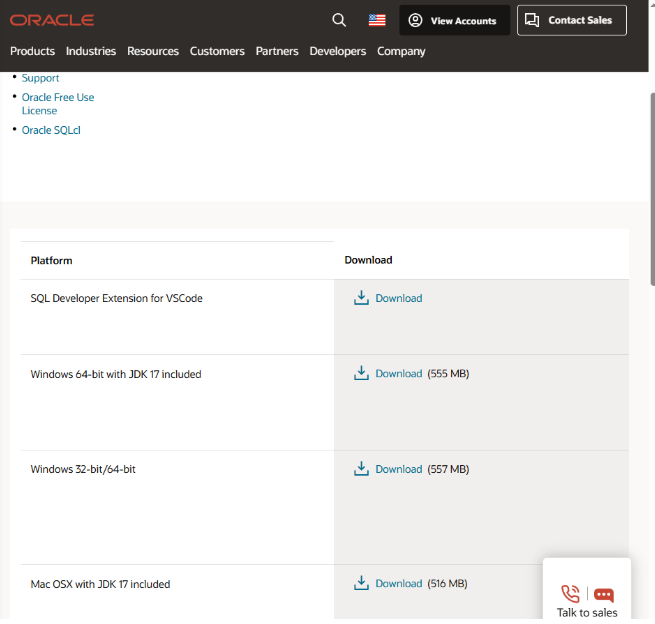 ORACLE
View Accounts
Contact Sales
Products Industries Resources Customers Partners Developers Company
• Support
• Oracle Free Use
License
• Oracle SQLcl
Platform Download
SQL Developer Extension for VSCode Download
Windows 64-bit with JDK 17 included Download (555 MB)
Windows 32-bit/64-bit Download (557 MB)
Mac OSX with JDK 17 included Download (516 MB)
Talk to sales